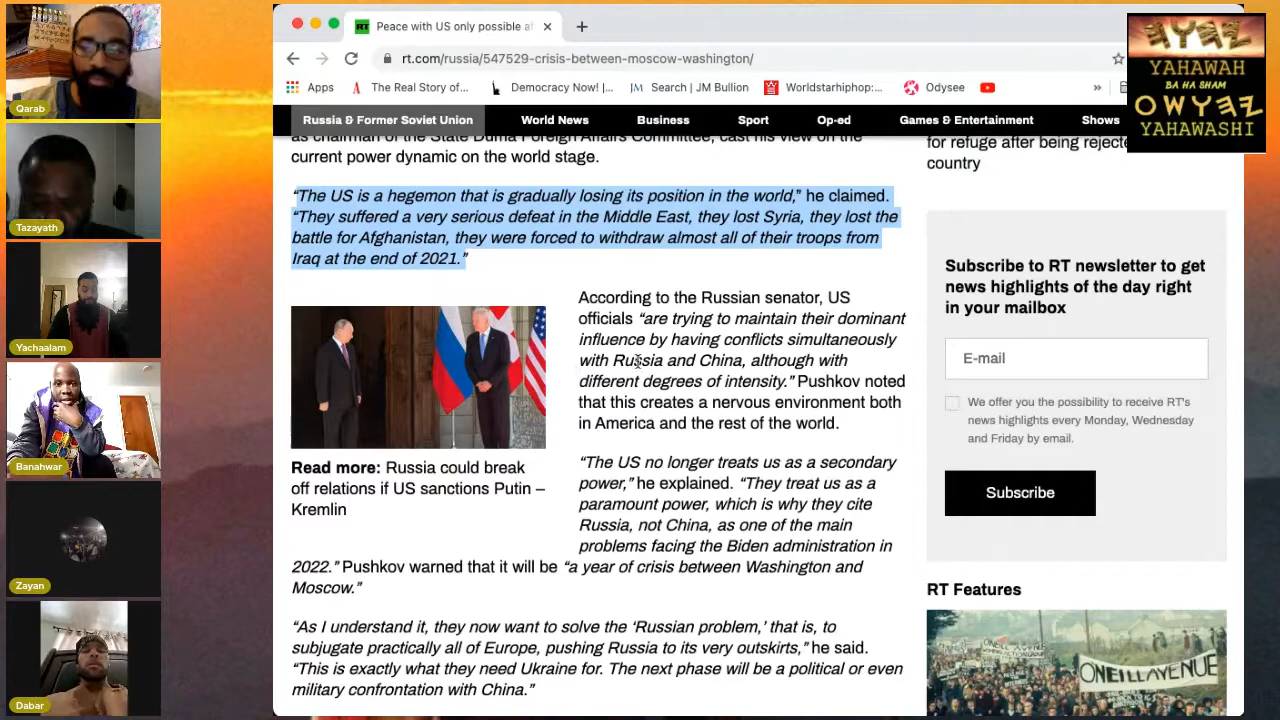 Qarab
Tazayath
Yachaalam
Banahwar
Zayan
Dabar
Peace with US only possible af
rt.com/russia/547529-crisis-between-moscow-washington/
Apps
The Real Story of...
Democracy Now! |...
Search | JM Bullion
Worldstarhiphop:...
Odysee
»
YAHAWAH
BA HA SHAM
YAHAWASHI
Russia & Former Soviet Union
World News
Business
Sport
Op-ed
Games & Entertainment
Shows
as chairman of the State Duma Foreign Affairs Committee, cast his view on the
current power dynamic on the world stage.
“The US is a hegemon that is gradually losing its position in the world,” he claimed.
“They suffered a very serious defeat in the Middle East, they lost Syria, they lost the
battle for Afghanistan, they were forced to withdraw almost all of their troops from
Iraq at the end of 2021.”
According to the Russian senator, US
officials “are trying to maintain their dominant
influence by having conflicts simultaneously
with Russia and China, although with
different degrees of intensity.” Pushkov noted
that this creates a nervous environment both
in America and the rest of the world.
Read more: Russia could break
off relations if US sanctions Putin –
Kremlin
“The US no longer treats us as a secondary
power,” he explained. “They treat us as a
paramount power, which is why they cite
Russia, not China, as one of the main
problems facing the Biden administration in
2022.” Pushkov warned that it will be “a year of crisis between Washington and
Moscow.”
“As I understand it, they now want to solve the ‘Russian problem,’ that is, to
subjugate practically all of Europe, pushing Russia to its very outskirts,” he said.
“This is exactly what they need Ukraine for. The next phase will be a political or even
military confrontation with China.”
for refuge after being rejecte
country
Subscribe to RT newsletter to get
news highlights of the day right
in your mailbox
E-mail
We offer you the possibility to receive RT's
news highlights every Monday, Wednesday
and Friday by email.
Subscribe
RT Features
ONEILL AVENUE